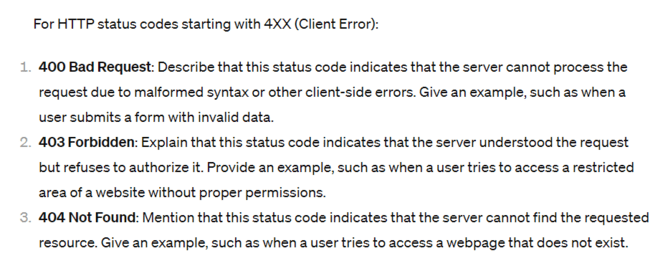 For HTTP status codes starting with 4XX (Client Error):
1. 400 Bad Request: Describe that this status code indicates that the server cannot process the
request due to malformed syntax or other client-side errors. Give an example, such as when a
user submits a form with invalid data.
2. 403 Forbidden: Explain that this status code indicates that the server understood the request
but refuses to authorize it. Provide an example, such as when a user tries to access a restricted
area of a website without proper permissions.
3. 404 Not Found: Mention that this status code indicates that the server cannot find the requested
resource. Give an example, such as when a user tries to access a webpage that does not exist.